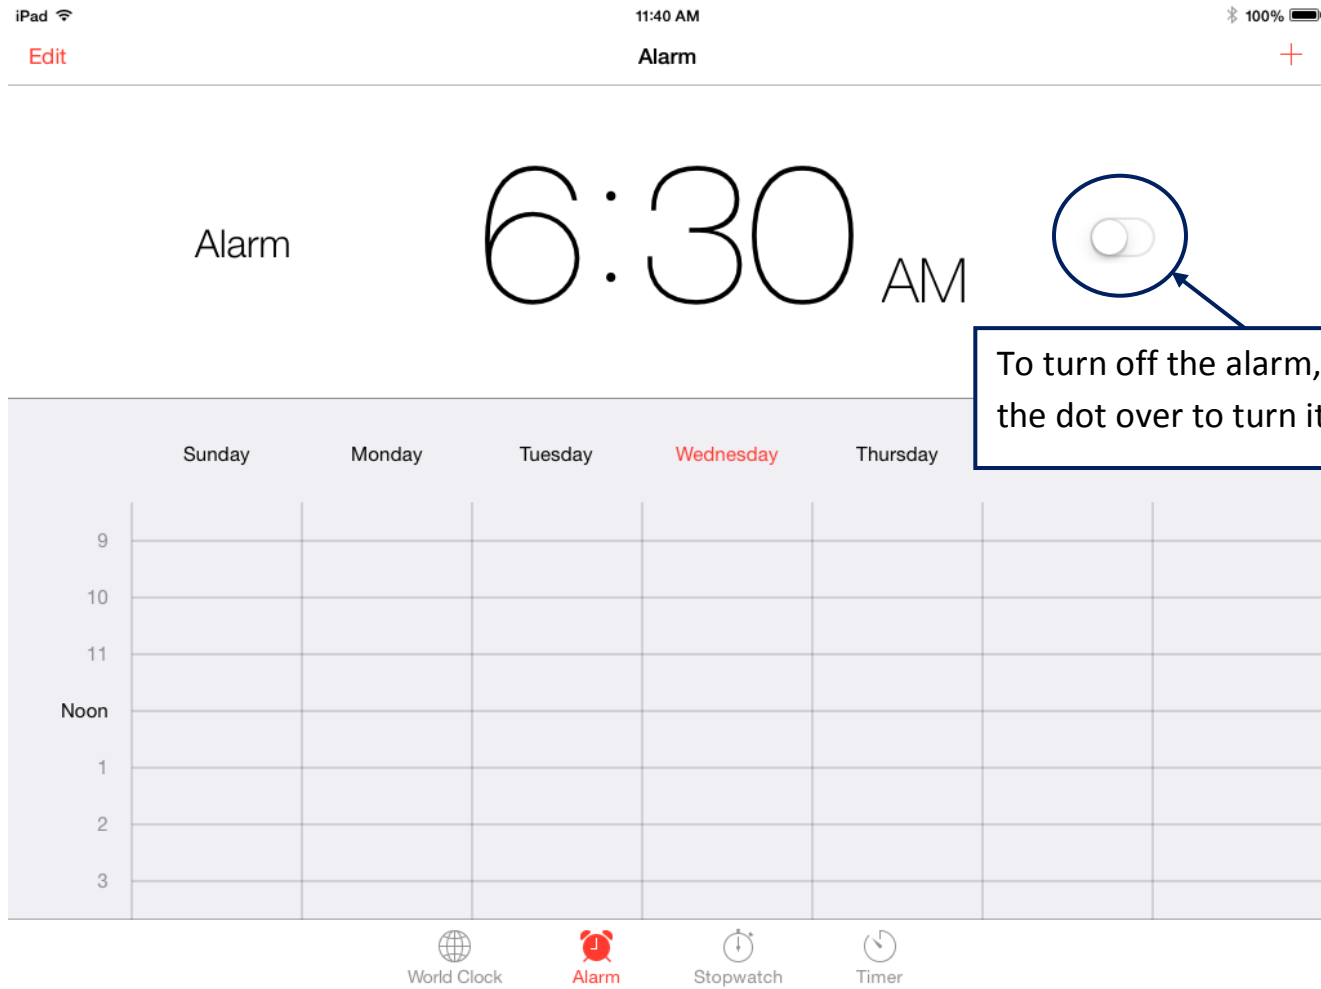 iPad 11:40 AM 100%
Edit Alarm +
Alarm 6:30 AM
To turn off the alarm,
the dot over to turn it
Sunday Monday Tuesday Wednesday Thursday
9
10
11
Noon
1
2
3
World Clock Alarm Stopwatch Timer